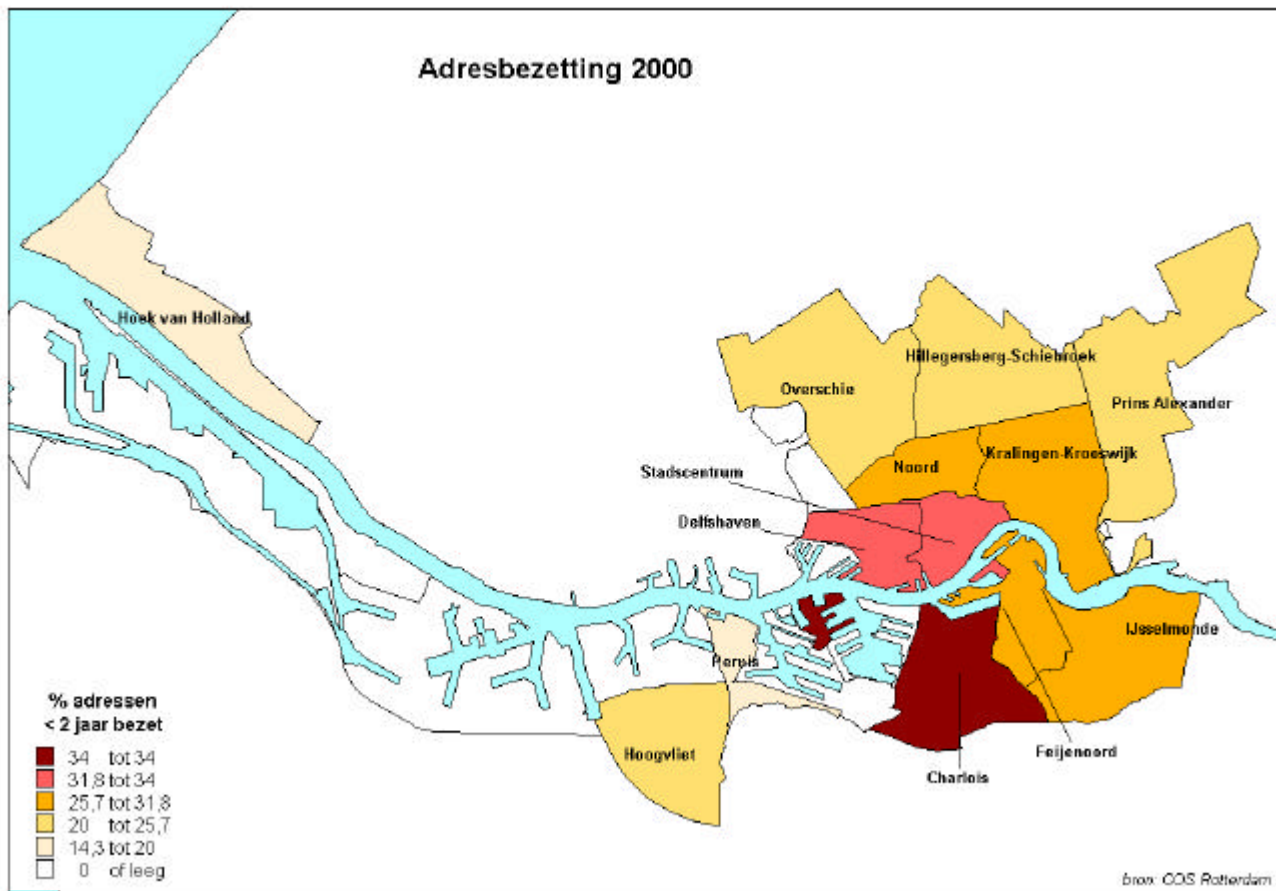 Adresbezetting 2000
Hoek van Holland
Hillegersberg-Schiebroek
Overschie
Prins Alexander
Noord
Kralingen-Kroeswijk
Stadscentrum
Delfshaven
IJsselmonde
Pernis
Hoogvliet
Feijenoord
Charlois
% adressen
< 2 jaar bezet
34 tot 34
31,8 tot 34
25,7 tot 31,8
20 tot 25,7
14,3 tot 20
0 of leeg
bron: COS Rotterdam